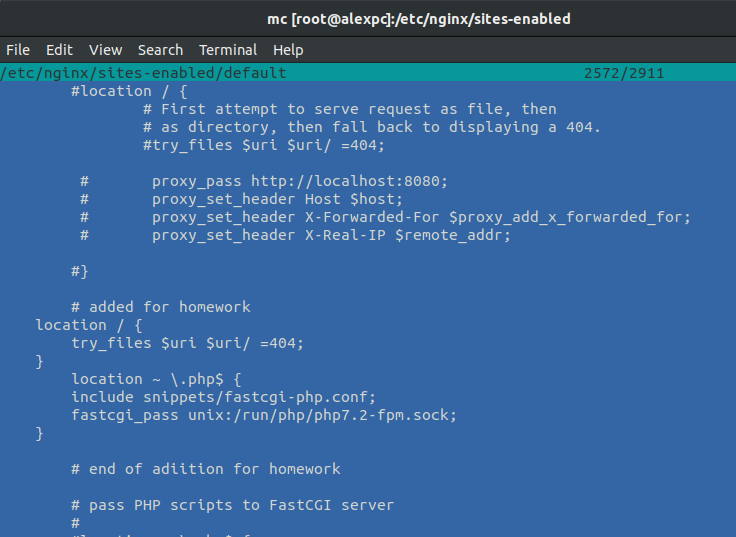 mc [root@alexpc]:/etc/nginx/sites-enabled
File Edit View Search Terminal Help
/etc/nginx/sites-enabled/default 2572/2911
#location / {
# First attempt to serve request as file, then
# as directory, then fall back to displaying a 404.
#try_files $uri $uri/ =404;
# proxy_pass http://localhost:8080;
# proxy_set_header Host $host;
# proxy_set_header X-Forwarded-For $proxy_add_x_forwarded_for;
# proxy_set_header X-Real-IP $remote_addr;
#}
# added for homework
location / {
try_files $uri $uri/ =404;
}
location ~ \.php$ {
include snippets/fastcgi-php.conf;
fastcgi_pass unix:/run/php/php7.2-fpm.sock;
}
# end of adiition for homework
# pass PHP scripts to FastCGI server
#